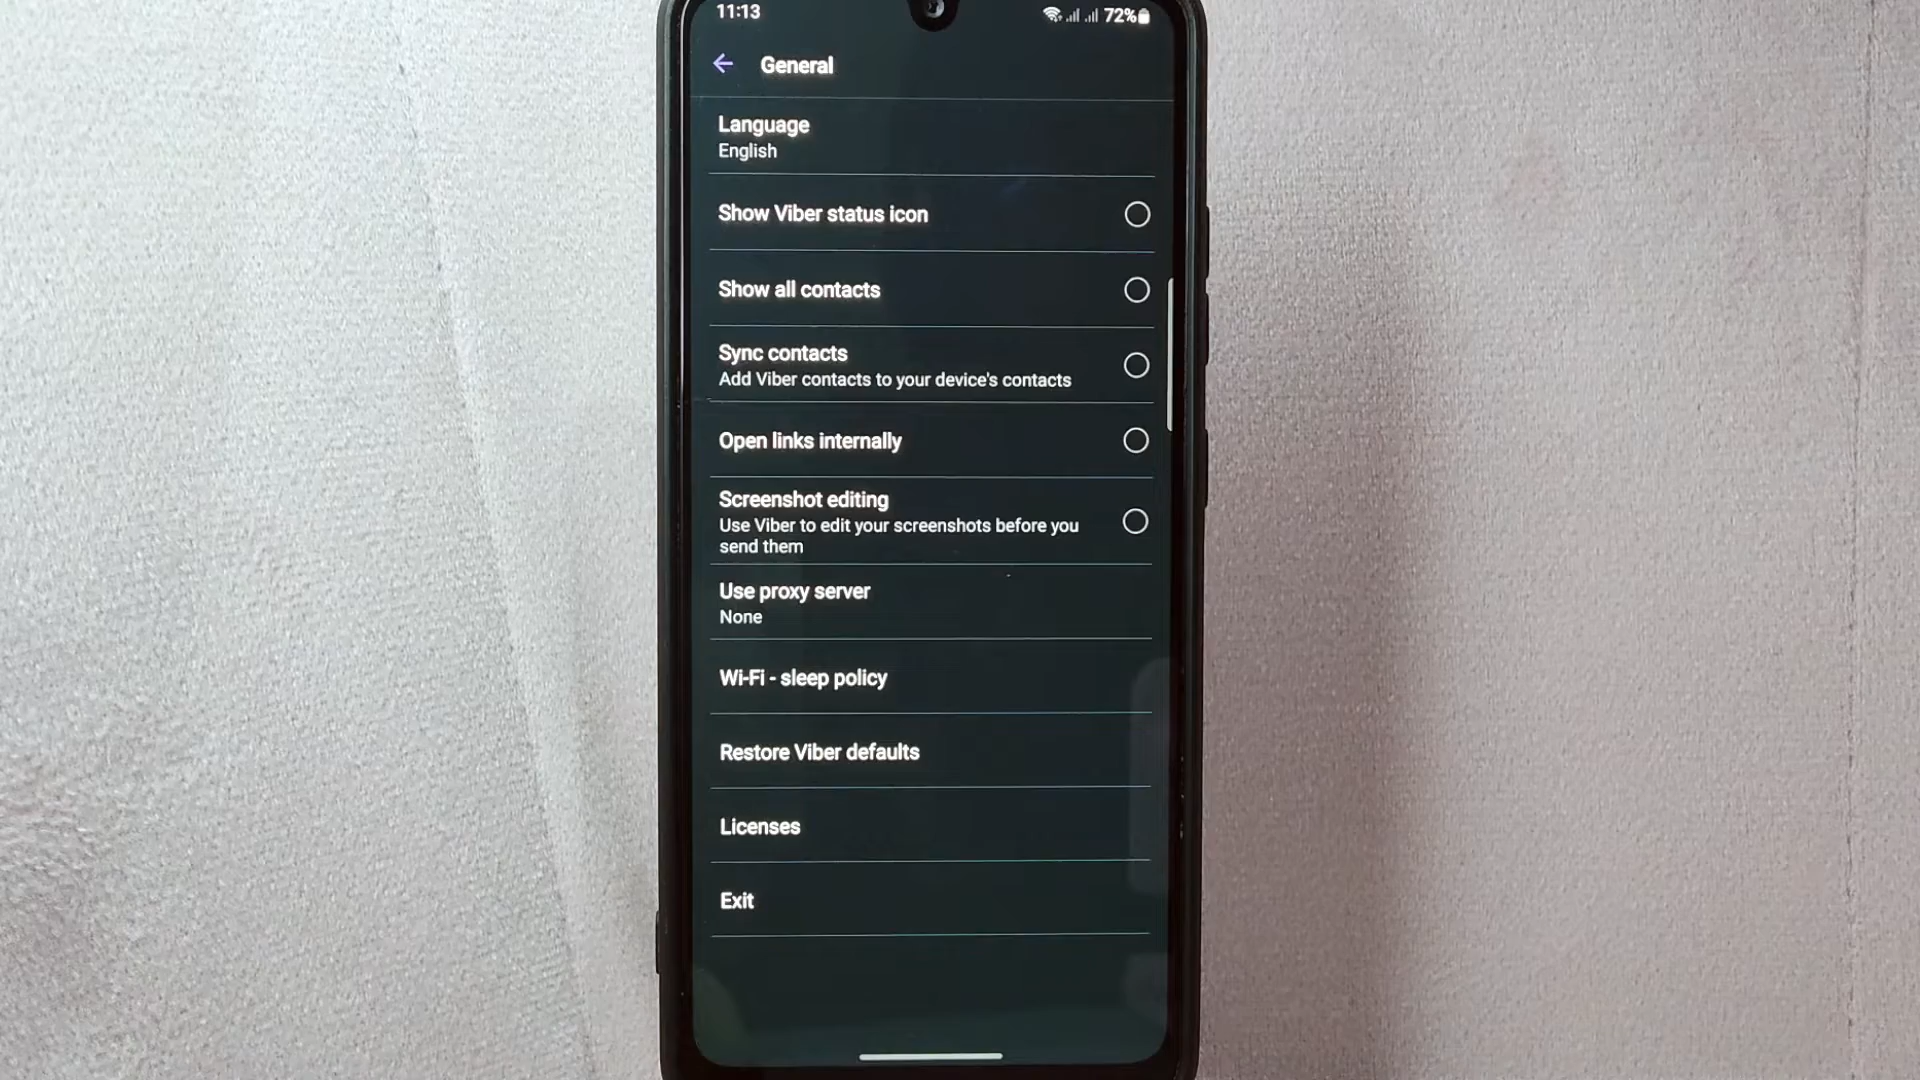 11:13
72%
General
Language
English
Show Viber status icon
Show all contacts
Sync contacts
Add Viber contacts to your device's contacts
Open links internally
Screenshot editing
Use Viber to edit your screenshots before you
send them
Use proxy server
None
Wi-Fi - sleep policy
Restore Viber defaults
Licenses
Exit